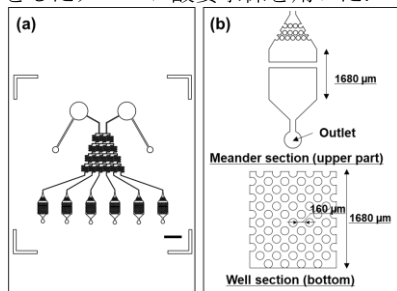 (a)
(b)
1680 μm
Outlet
Meander section (upper part)
160 μm
1680 μm
Well section (bottom)